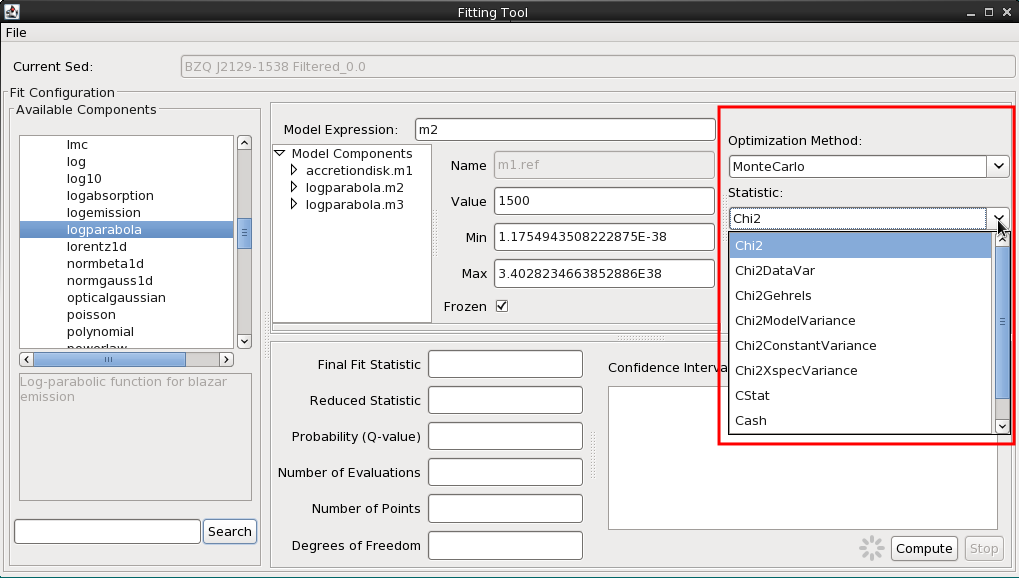 Fitting Tool
File
Current Sed:
BZQ J2129-1538 Filtered_0.0
Fit Configuration
Available Components
lmc
log
log10
logabsorption
logemission
logparabola
lorentz1d
normbeta1d
normgauss1d
opticalgaussian
poisson
polynomial
powerlaw
Log-parabolic function for blazar
emission
Search
Model Expression:
m2
Model Components
accretiondisk.m1
logparabola.m2
logparabola.m3
Name
m1.ref
Value
1500
Min
1.1754943508222875E-38
Max
3.4028234663852886E38
Frozen
Optimization Method:
MonteCarlo
Statistic:
Chi2
Chi2
Chi2DataVar
Chi2Gehrels
Chi2ModelVariance
Chi2ConstantVariance
Chi2XspecVariance
CStat
Cash
Final Fit Statistic
Reduced Statistic
Probability (Q-value)
Number of Evaluations
Number of Points
Degrees of Freedom
Confidence Interva
Compute
Stop